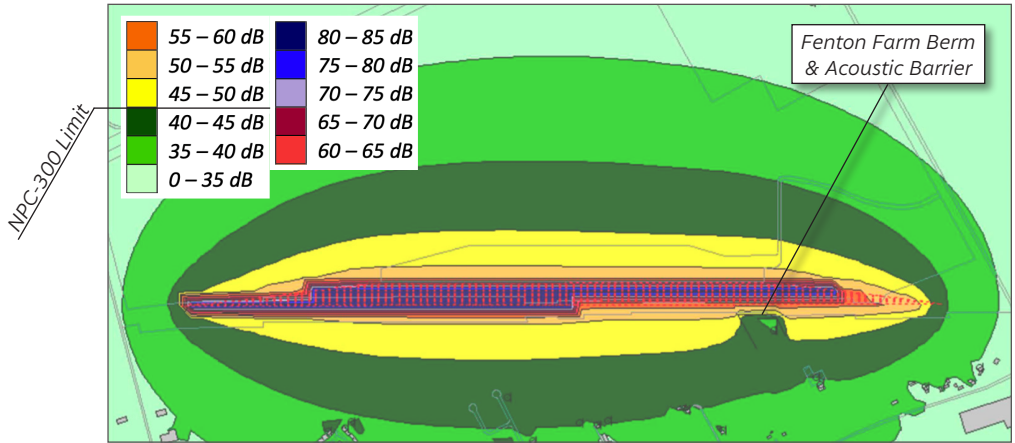 55 – 60 dB
50 – 55 dB
45 – 50 dB
40 – 45 dB
35 – 40 dB
0 – 35 dB
80 – 85 dB
75 – 80 dB
70 – 75 dB
65 – 70 dB
60 – 65 dB
NPC-300 Limit
Fenton Farm Berm
& Acoustic Barrier